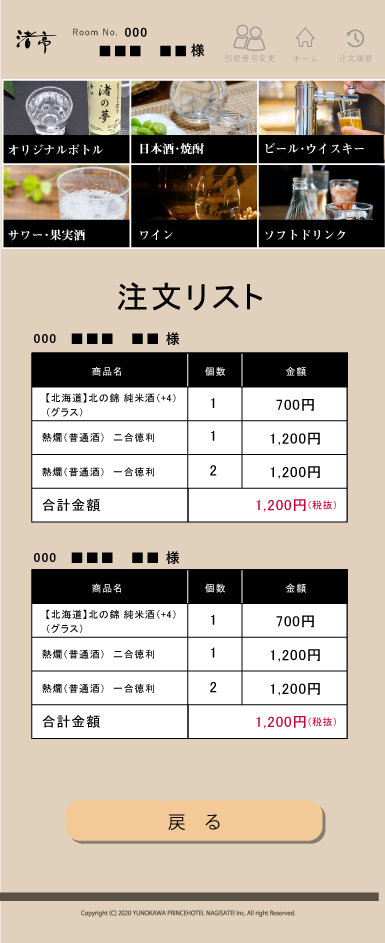 渚亭
Room No. 000
■■■ ■■様
部屋番号変更
ホーム
注文履歴
渚の夢
オリジナルボトル
日本酒・焼酎
ビール・ウイスキー
サワー・果実酒
ワイン
ソフトドリンク
注文リスト
000 ■■■ ■■ 様
商品名 個数 金額
【北海道】北の錦 純米酒(+4)
(グラス) 1 700円
熱燗(普通酒) 二合徳利 1 1,200円
熱燗(普通酒) 一合徳利 2 1,200円
合計金額 1,200円(税抜)
000 ■■■ ■■ 様
商品名 個数 金額
【北海道】北の錦 純米酒(+4)
(グラス) 1 700円
熱燗(普通酒) 二合徳利 1 1,200円
熱燗(普通酒) 一合徳利 2 1,200円
合計金額 1,200円(税抜)
戻 る
Copyright (C) 2020 YUNOKAWA PRINCEHOTEL NAGISATEI Inc. All right Reserved.